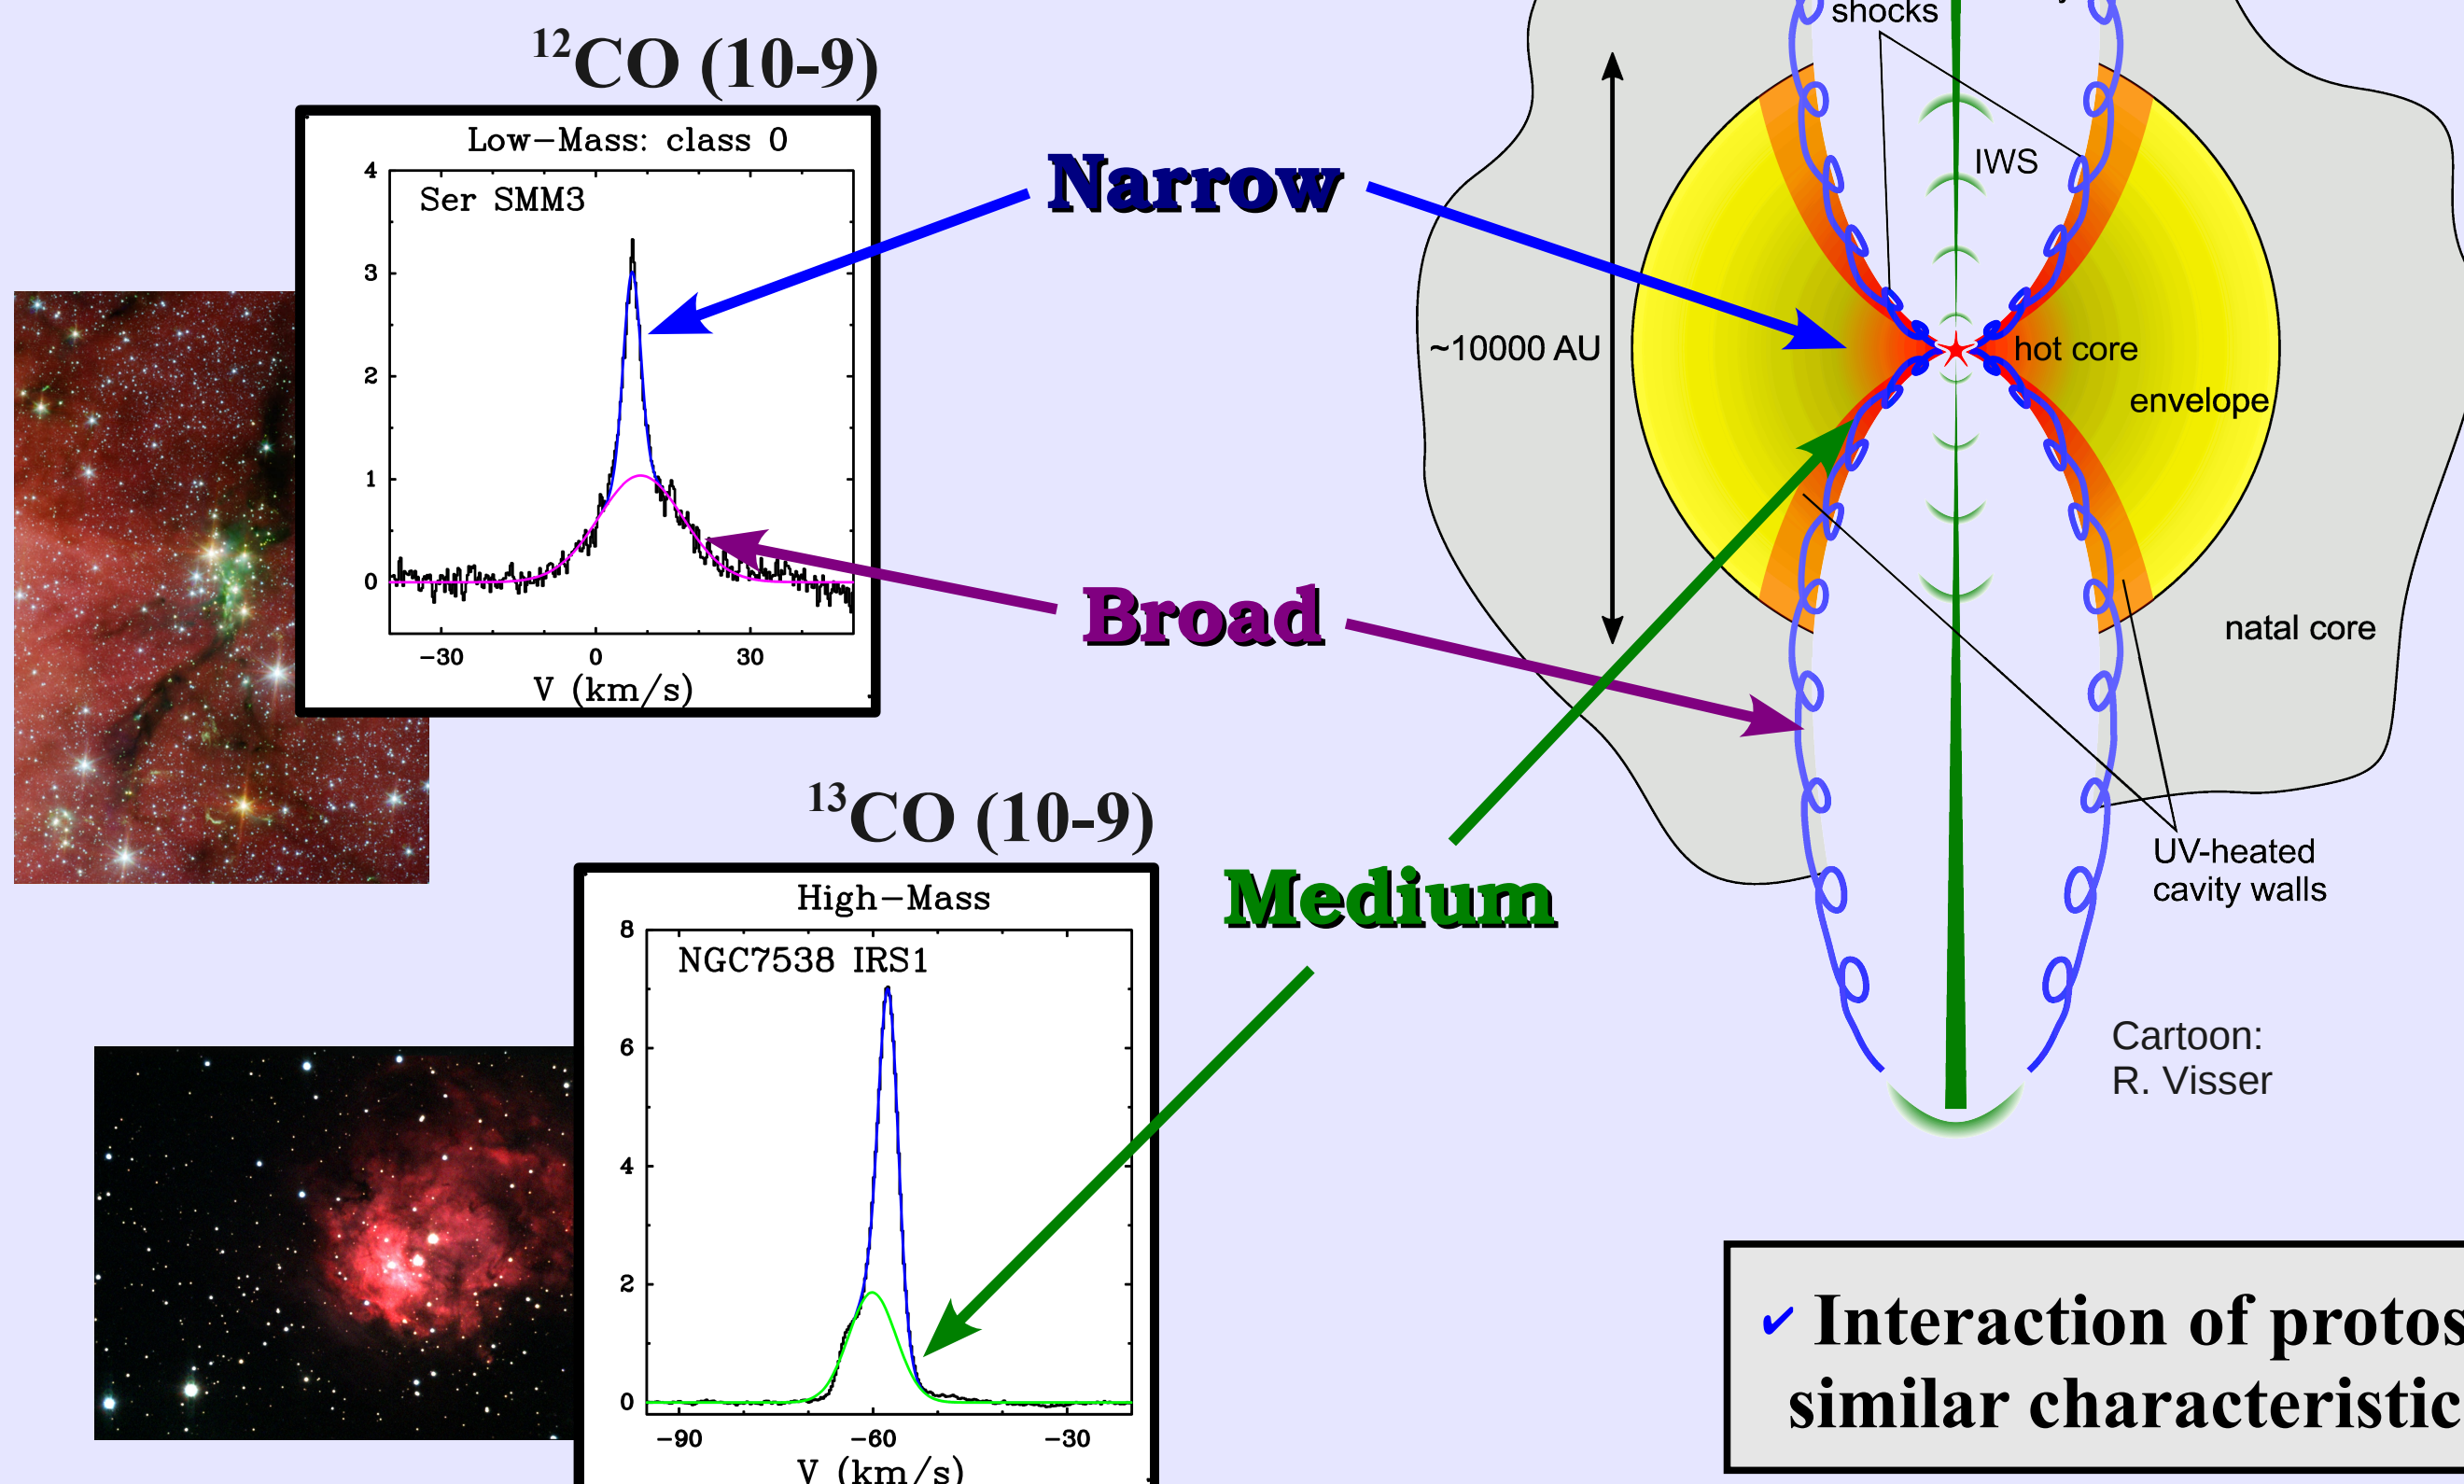 ¹²CO (10-9)
Low-Mass: class 0
Ser SMM3
4
3
2
1
0
-30 0 30
V (km/s)
Narrow
Broad
Medium
¹³CO (10-9)
High-Mass
NGC7538 IRS1
8
6
4
2
0
-90 -60 -30
V (km/s)
shocks
IWS
~10000 AU
hot core
envelope
natal core
UV-heated
cavity walls
Cartoon:
R. Visser
✔ Interaction of protos
similar characteristic